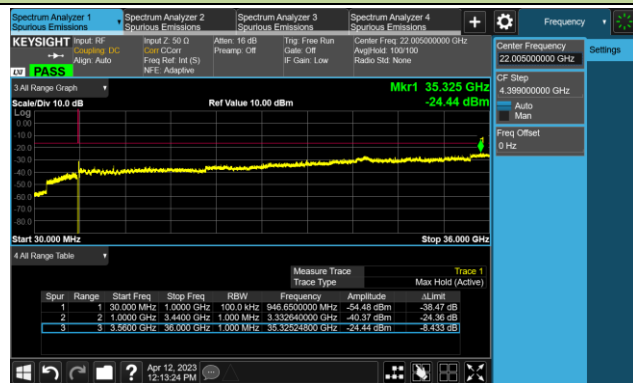 Spectrum Analyzer 1
Spurious Emissions
Spectrum Analyzer 2
Spurious Emissions
Spectrum Analyzer 3
Spurious Emissions
Spectrum Analyzer 4
Spurious Emissions
+
Frequency
KEYSIGHT
Input: RF
Coupling: DC
Align: Auto
Input Z: 50 Ω
Corr CCorr
Freq Ref: Int (S)
NFE: Adaptive
Atten: 16 dB
Preamp: Off
Trig: Free Run
Gate: Off
IF Gain: Low
Center Freq: 22.005000000 GHz
Avg|Hold: 100/100
Radio Std: None
LXI PASS
Center Frequency
22.005000000 GHz
Settings
CF Step
4.399000000 GHz
Auto
Man
Freq Offset
0 Hz
3 All Range Graph
Mkr1 35.325 GHz
Scale/Div 10.0 dB
Ref Value 10.00 dBm
-24.44 dBm
Log
0.00
-10.0
-20.0
-30.0
-40.0
-50.0
-60.0
-70.0
-80.0
Start 30.000 MHz
Stop 36.000 GHz
4 All Range Table
Measure Trace Trace 1
Trace Type Max Hold (Active)
Spur Range Start Freq Stop Freq RBW Frequency Amplitude ΔLimit
1 1 30.000 MHz 1.0000 GHz 100.0 kHz 946.6500000 MHz -54.48 dBm -38.47 dB
2 2 1.0000 GHz 3.4400 GHz 1.000 MHz 3.332640000 GHz -40.37 dBm -24.36 dB
3 3 3.5600 GHz 36.000 GHz 1.000 MHz 35.32524800 GHz -24.44 dBm -8.433 dB
?
Apr 12, 2023
12:13:24 PM